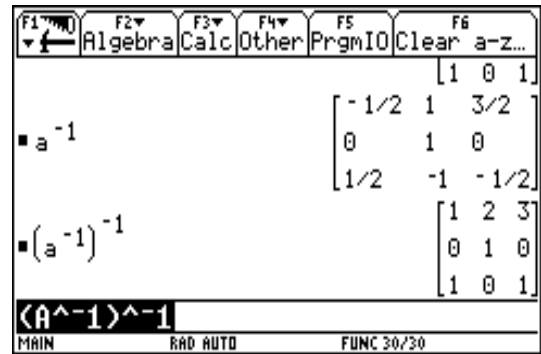 F1 F2▼ F3▼ F4▼ F5 F6
▼ Algebra Calc Other PrgmIO Clear a-z…
[1 0 1]
■ a⁻¹ [-1/2 1 3/2
0 1 0
1/2 -1 -1/2]
■ (a⁻¹)⁻¹ [1 2 3
0 1 0
1 0 1]
(A^-1)^-1
MAIN RAD AUTO FUNC 30/30